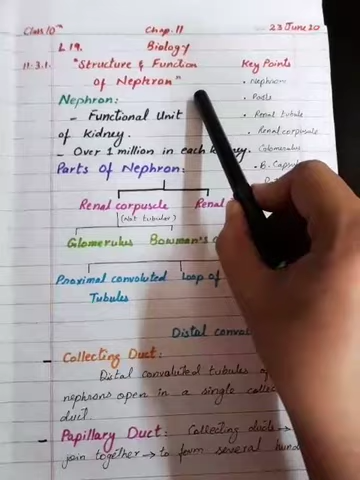 Class 10th Chap. 11 23 June 20
L 19. Biology
11.3.1. "Structure & Function Key Points
of Nephron" • Nephron
• Parts
Nephron: • Renal tubule
– Functional Unit • Renal corpuscle
of Kidney. Glomerulus
– Over 1 million in each kidney. • B. Capsule
Parts of Nephron:
Renal corpuscle Renal
(Not tubular)
Glomerulus Bowman's
Proximal convoluted Loop of
Tubules
Distal
– Collecting Duct:
Distal convoluted tubules
nephrons open in a single
duct
– Papillary Duct: Collecting ducts →
join together → to form several